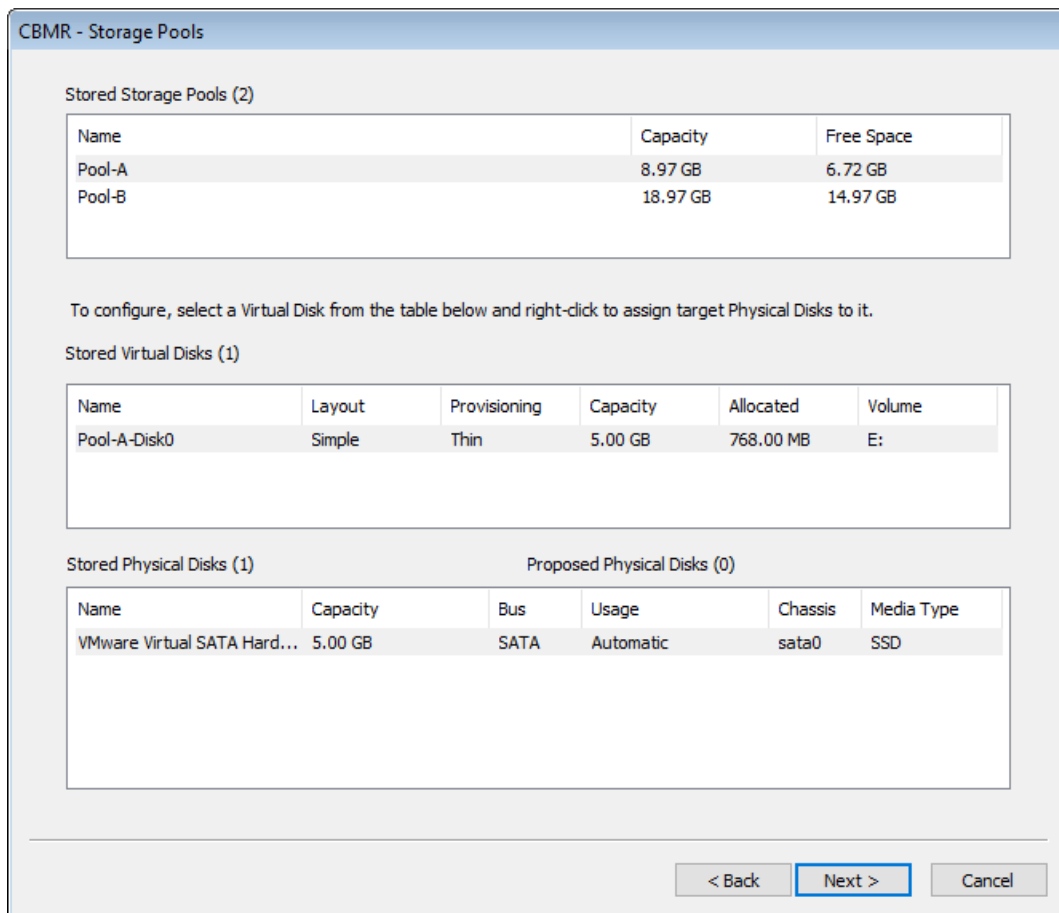 CBMR - Storage Pools
Stored Storage Pools (2)
Name Capacity Free Space
Pool-A 8.97 GB 6.72 GB
Pool-B 18.97 GB 14.97 GB
To configure, select a Virtual Disk from the table below and right-click to assign target Physical Disks to it.
Stored Virtual Disks (1)
Name Layout Provisioning Capacity Allocated Volume
Pool-A-Disk0 Simple Thin 5.00 GB 768.00 MB E:
Stored Physical Disks (1) Proposed Physical Disks (0)
Name Capacity Bus Usage Chassis Media Type
VMware Virtual SATA Hard... 5.00 GB SATA Automatic sata0 SSD
< Back Next > Cancel